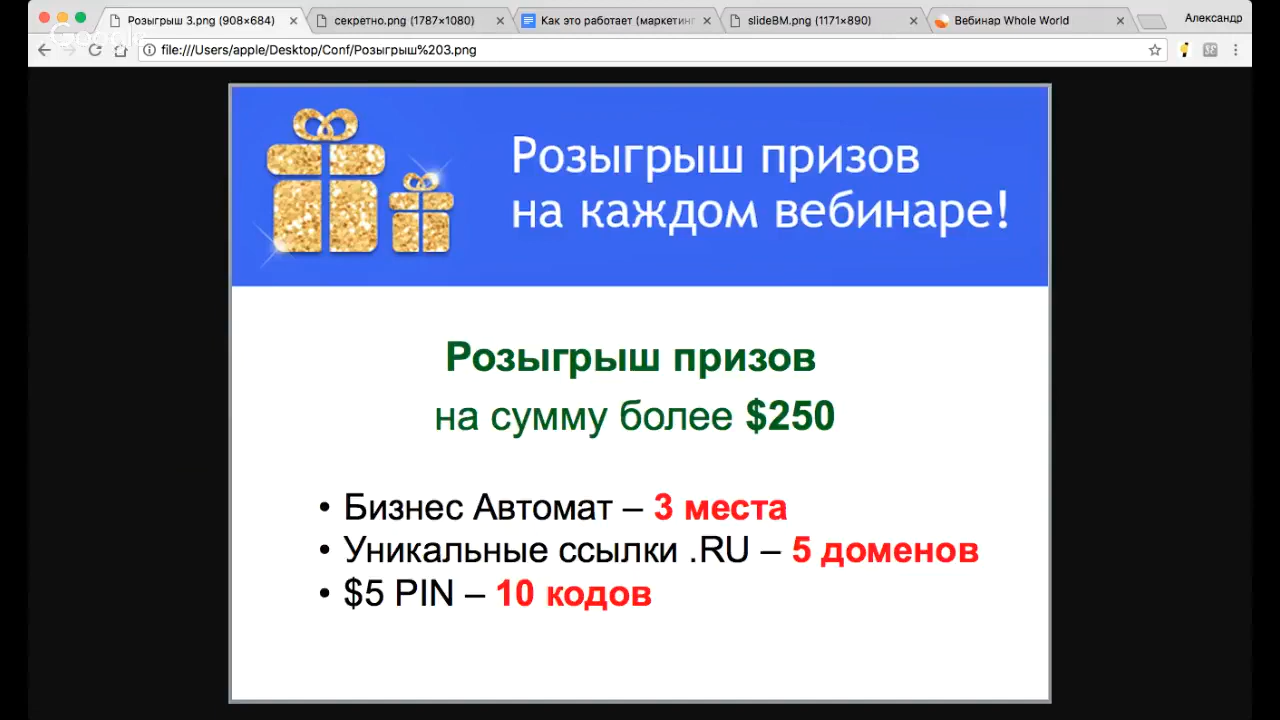 Розыгрыш 3.png (908×684)
секретно.png (1787×1080)
Как это работает (маркетинг
slideBM.png (1171×890)
Вебинар Whole World
Александр
Google
file:///Users/apple/Desktop/Conf/Розыгрыш%203.png
Розыгрыш призов
на каждом вебинаре!
Розыгрыш призов
на сумму более $250
• Бизнес Автомат – 3 места
• Уникальные ссылки .RU – 5 доменов
• $5 PIN – 10 кодов